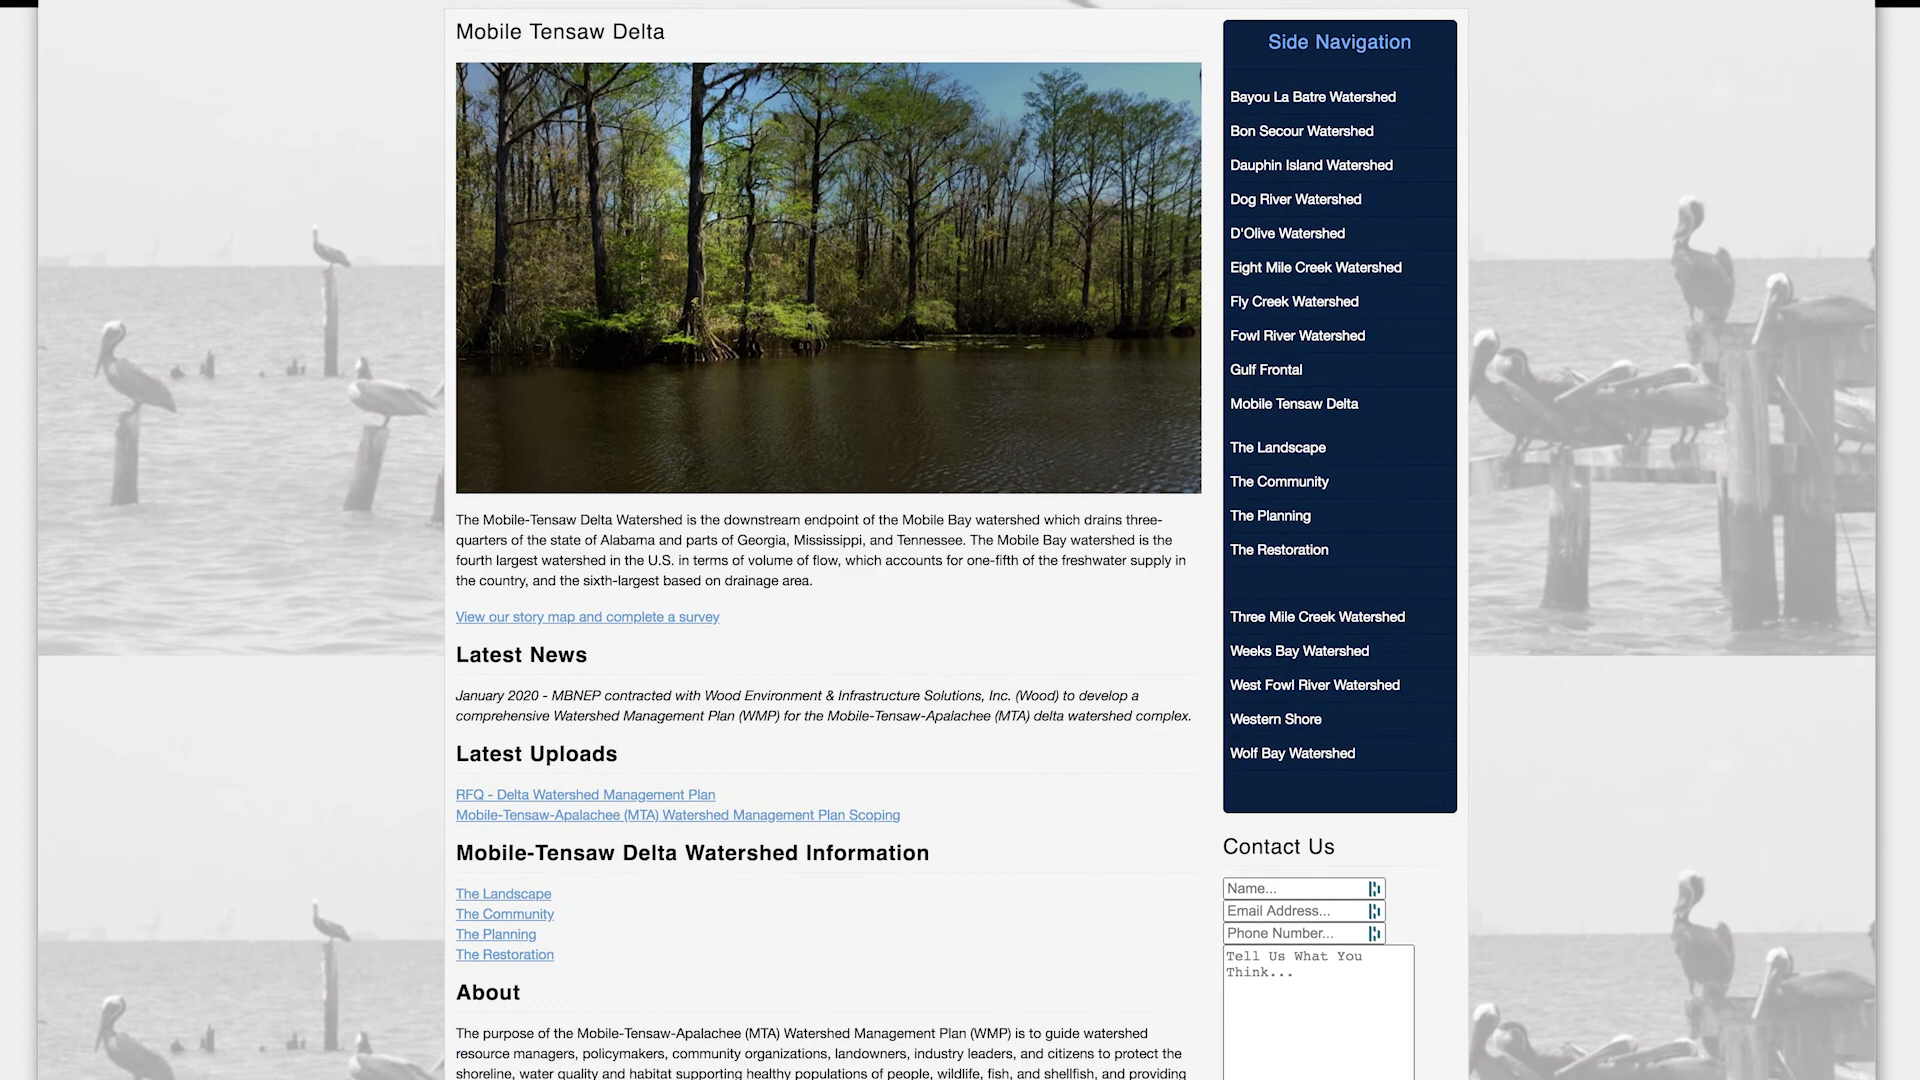 Mobile Tensaw Delta
The Mobile-Tensaw Delta Watershed is the downstream endpoint of the Mobile Bay watershed which drains three-
quarters of the state of Alabama and parts of Georgia, Mississippi, and Tennessee. The Mobile Bay watershed is the
fourth largest watershed in the U.S. in terms of volume of flow, which accounts for one-fifth of the freshwater supply in
the country, and the sixth-largest based on drainage area.
View our story map and complete a survey
Latest News
January 2020 - MBNEP contracted with Wood Environment & Infrastructure Solutions, Inc. (Wood) to develop a
comprehensive Watershed Management Plan (WMP) for the Mobile-Tensaw-Apalachee (MTA) delta watershed complex.
Latest Uploads
RFQ - Delta Watershed Management Plan
Mobile-Tensaw-Apalachee (MTA) Watershed Management Plan Scoping
Mobile-Tensaw Delta Watershed Information
The Landscape
The Community
The Planning
The Restoration
About
The purpose of the Mobile-Tensaw-Apalachee (MTA) Watershed Management Plan (WMP) is to guide watershed
resource managers, policymakers, community organizations, landowners, industry leaders, and citizens to protect the
shoreline, water quality and habitat supporting healthy populations of people, wildlife, fish, and shellfish, and providing
Side Navigation
Bayou La Batre Watershed
Bon Secour Watershed
Dauphin Island Watershed
Dog River Watershed
D'Olive Watershed
Eight Mile Creek Watershed
Fly Creek Watershed
Fowl River Watershed
Gulf Frontal
Mobile Tensaw Delta
The Landscape
The Community
The Planning
The Restoration
Three Mile Creek Watershed
Weeks Bay Watershed
West Fowl River Watershed
Western Shore
Wolf Bay Watershed
Contact Us
Name...
Email Address...
Phone Number...
Tell Us What You
Think...